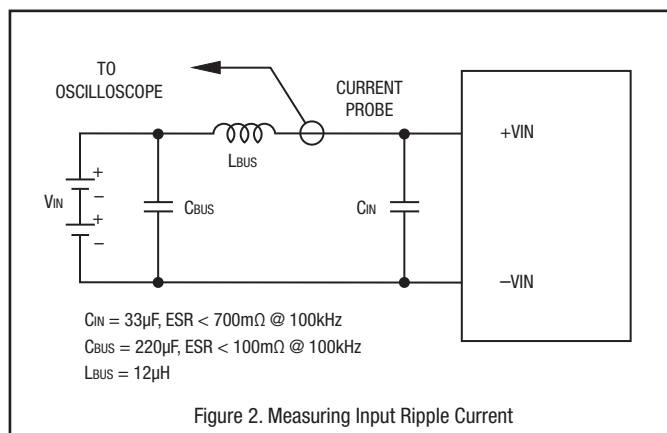 TO
OSCILLOSCOPE
CURRENT
PROBE
+VIN
LBUS
+
−
VIN
+
−
CBUS
CIN
−VIN
CIN = 33µF, ESR < 700mΩ @ 100kHz
CBUS = 220µF, ESR < 100mΩ @ 100kHz
LBUS = 12µH
Figure 2. Measuring Input Ripple Current